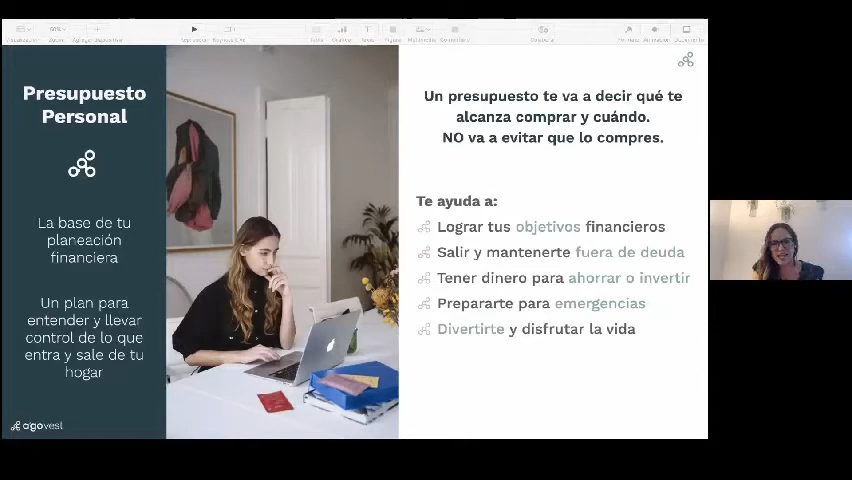 50%
Presupuesto
Personal
La base de tu
planeación
financiera
Un plan para
entender y llevar
control de lo que
entra y sale de tu
hogar
Un presupuesto te va a decir qué te
alcanza comprar y cuándo.
NO va a evitar que lo compres.
Te ayuda a:
Lograr tus objetivos financieros
Salir y mantenerte fuera de deuda
Tener dinero para ahorrar o invertir
Prepararte para emergencias
Divertirte y disfrutar la vida